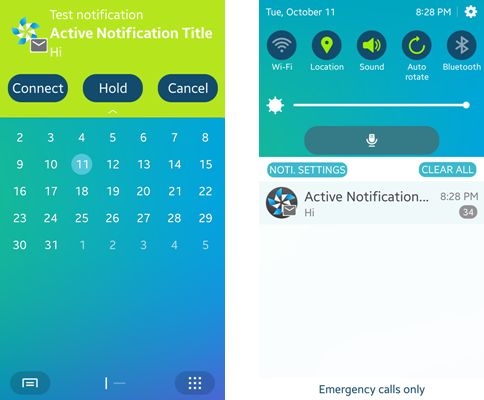 Test notification
Active Notification Title
Hi
Connect Hold Cancel
2 3 4 5 6 7 8
9 10 11 12 13 14 15
16 17 18 19 20 21 22
23 24 25 26 27 28 29
30 31 1 2 3 4 5
Tue, October 11 8:28 PM
Wi-Fi Location Sound Auto rotate Bluetooth
NOTI. SETTINGS CLEAR ALL
Active Notification... 8:28 PM
Hi 34
Emergency calls only